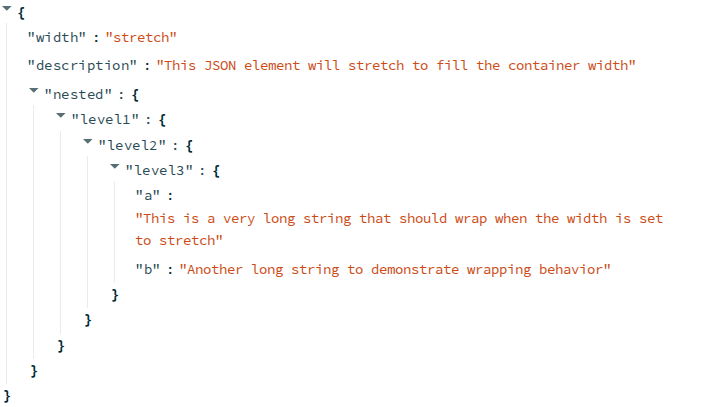 {
"width" : "stretch"
"description" : "This JSON element will stretch to fill the container width"
"nested" : {
"level1" : {
"level2" : {
"level3" : {
"a" :
"This is a very long string that should wrap when the width is set
to stretch"
"b" : "Another long string to demonstrate wrapping behavior"
}
}
}
}
}